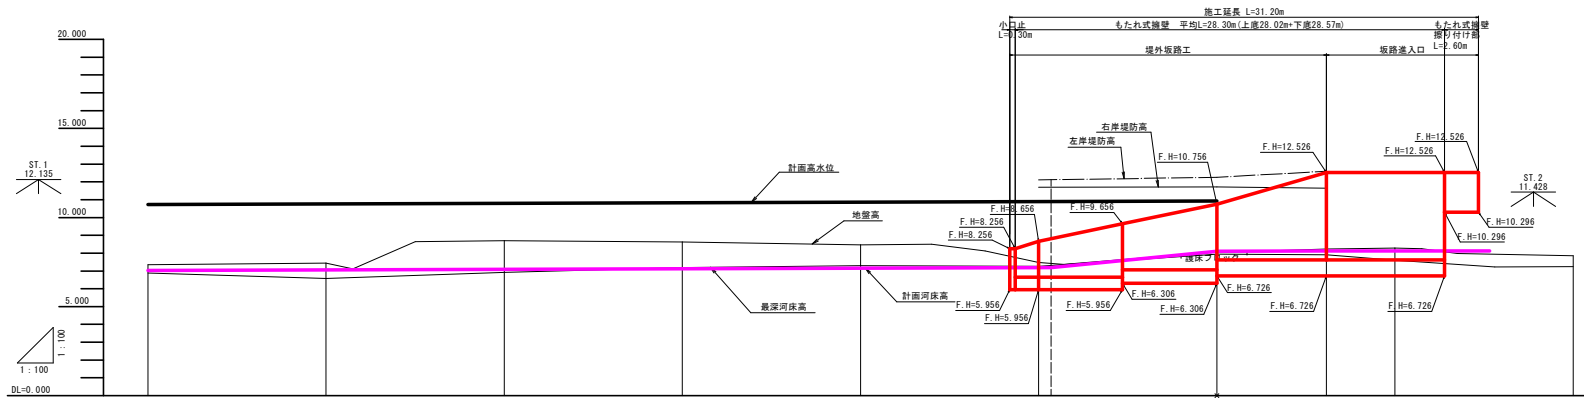 施工延長 L=31.20m
小口止
L=0.30m
もたれ式擁壁 平均L=28.30m(上底28.02m+下底28.57m)
もたれ式擁壁
擦り付け部
L=2.60m
堤外坂路工
坂路進入口
20.000
15.000
10.000
5.000
DL=0.000
ST.1
12.135
ST.2
11.428
計画高水位
地盤高
最深河床高
計画河床高
右岸堤防高
左岸堤防高
護床ブロック
F.H=12.526
F.H=12.526
F.H=12.526
F.H=10.756
F.H=9.656
F.H=8.656
F.H=8.256
F.H=8.256
F.H=10.296
F.H=10.296
F.H=5.956
F.H=5.956
F.H=5.956
F.H=6.306
F.H=6.306
F.H=6.726
F.H=6.726
F.H=6.726
1:100
1:100